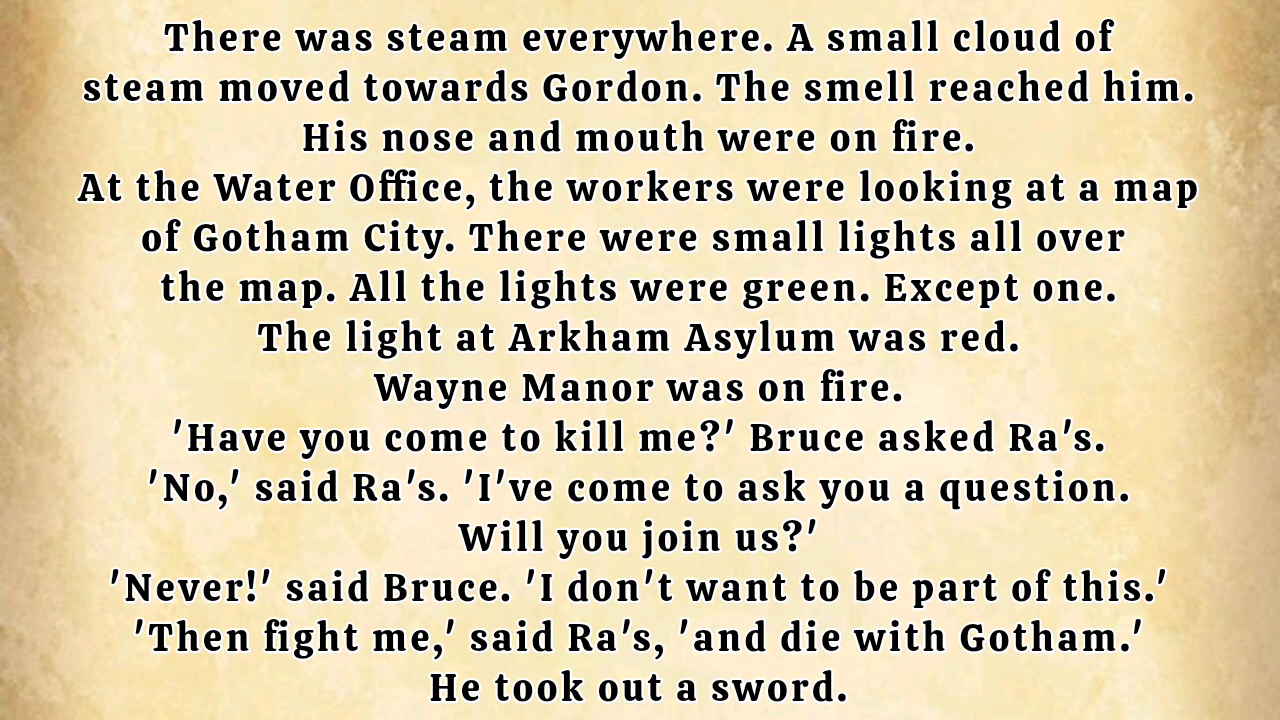 There was steam everywhere. A small cloud of
steam moved towards Gordon. The smell reached him.
His nose and mouth were on fire.
At the Water Office, the workers were looking at a map
of Gotham City. There were small lights all over
the map. All the lights were green. Except one.
The light at Arkham Asylum was red.
Wayne Manor was on fire.
'Have you come to kill me?' Bruce asked Ra's.
'No,' said Ra's. 'I've come to ask you a question.
Will you join us?'
'Never!' said Bruce. 'I don't want to be part of this.'
'Then fight me,' said Ra's, 'and die with Gotham.'
He took out a sword.